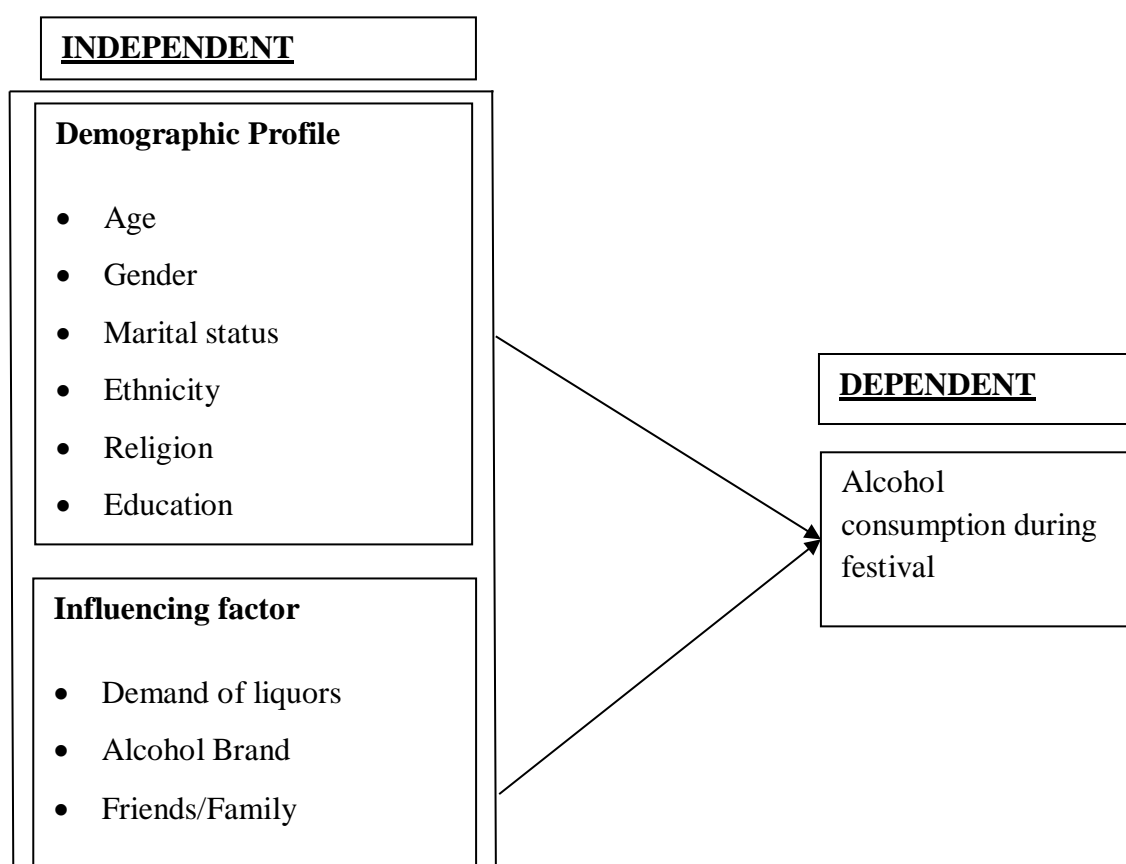 INDEPENDENT
Demographic Profile
• Age
• Gender
• Marital status
• Ethnicity
• Religion
• Education
Influencing factor
• Demand of liquors
• Alcohol Brand
• Friends/Family
DEPENDENT
Alcohol
consumption during
festival